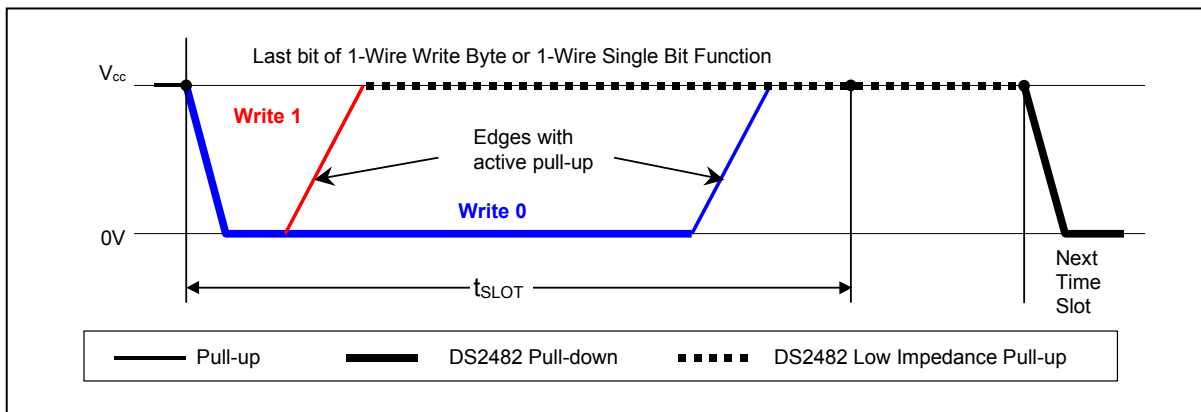 Last bit of 1-Wire Write Byte or 1-Wire Single Bit Function
Vcc
Write 1
Edges with
active pull-up
Write 0
0V
tSLOT
Next
Time
Slot
Pull-up
DS2482 Pull-down
DS2482 Low Impedance Pull-up